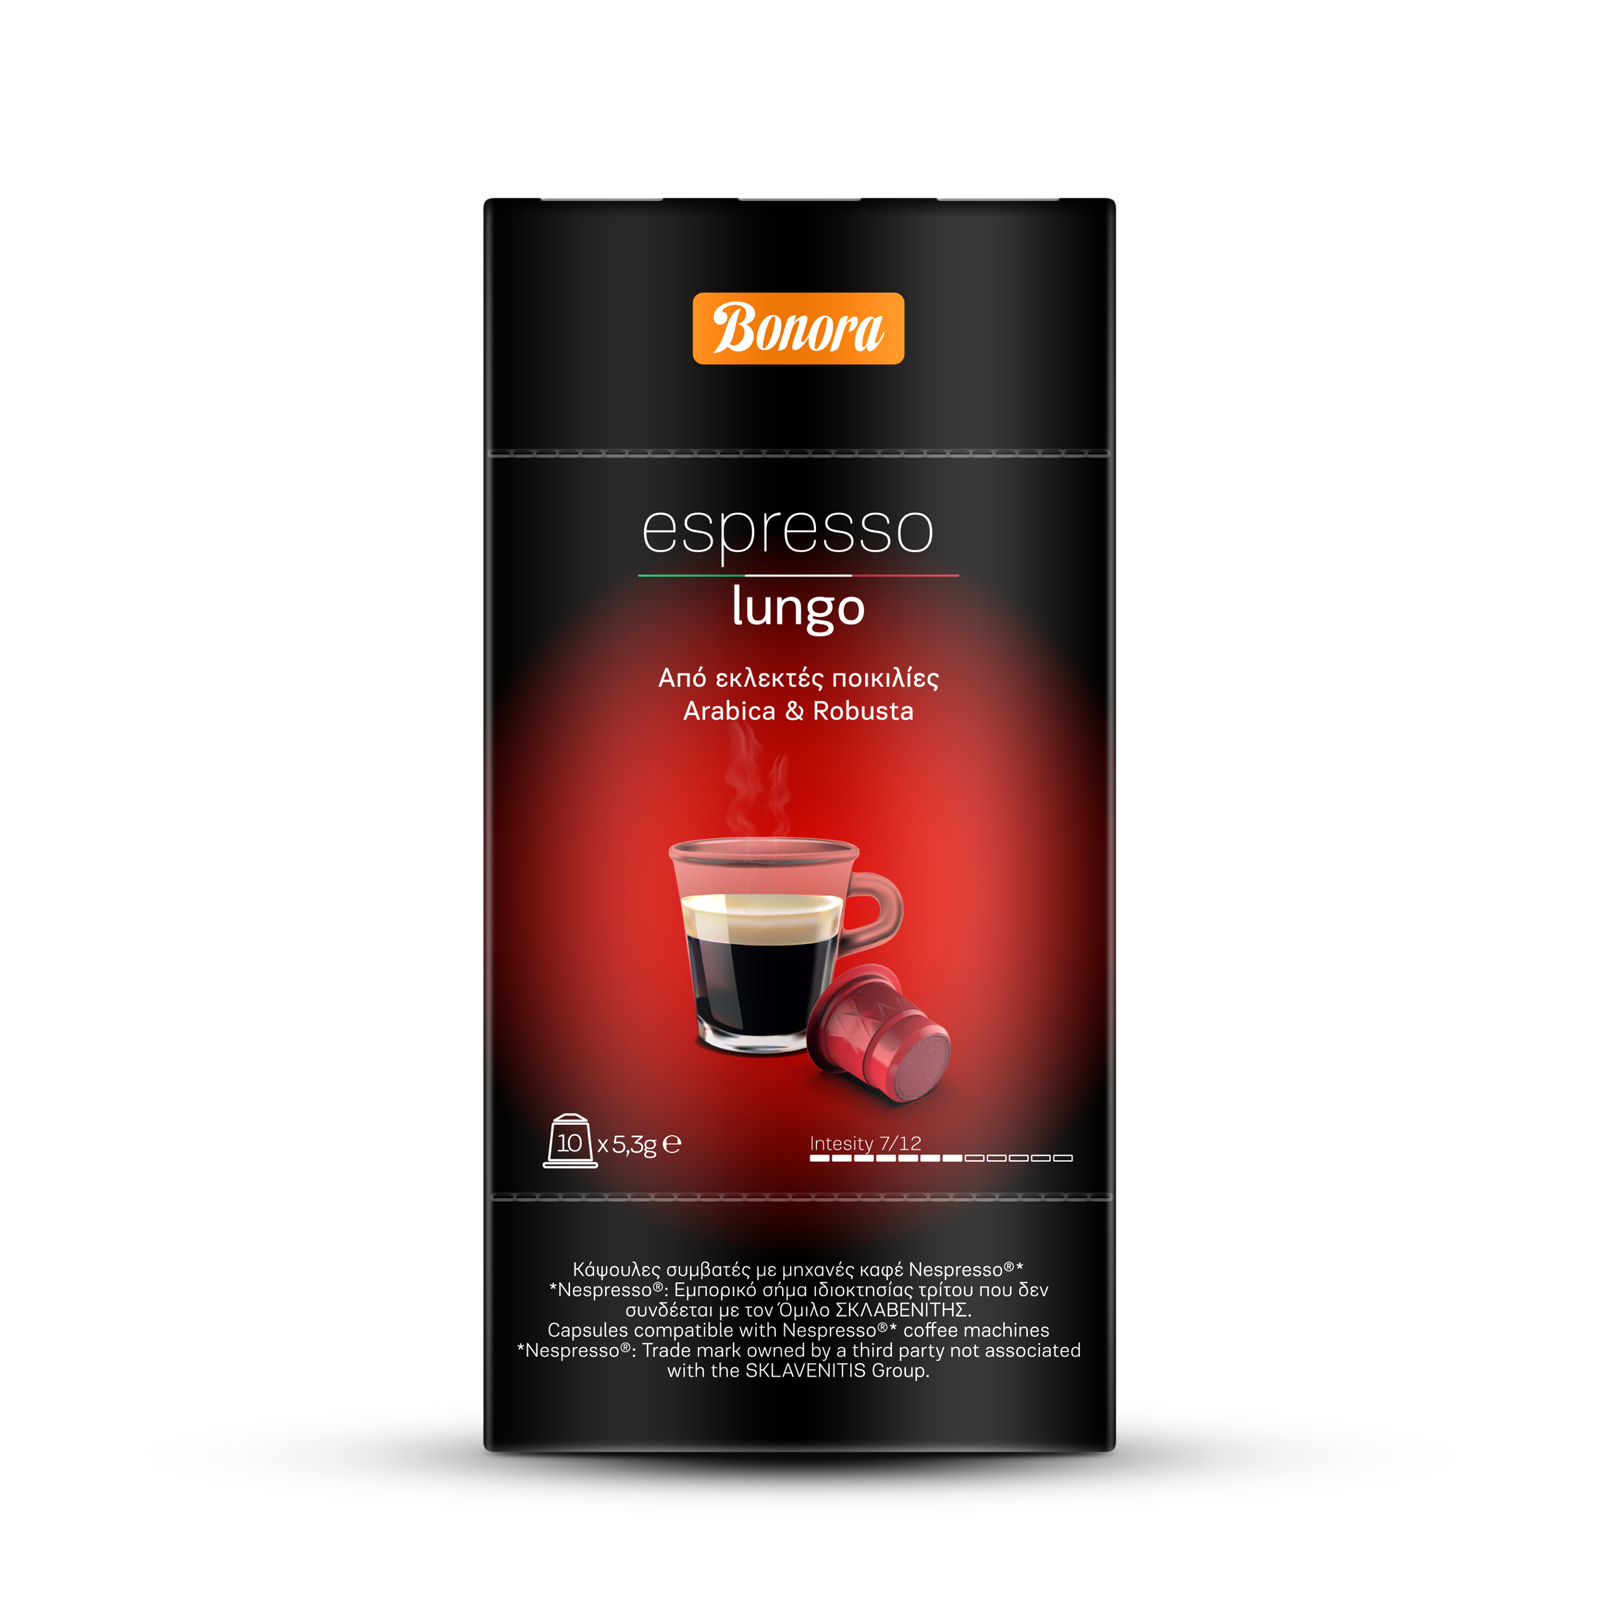 Bonora
espresso
lungo
Από εκλεκτές ποικιλίες
Arabica & Robusta
10 x 5,3g ℮
Intesity 7/12
Κάψουλες συμβατές με μηχανές καφέ Nespresso®*
*Nespresso®: Εμπορικό σήμα ιδιοκτησίας τρίτου που δεν
συνδέεται με τον Όμιλο ΣΚΛΑΒΕΝΙΤΗΣ.
Capsules compatible with Nespresso®* coffee machines
*Nespresso®: Trade mark owned by a third party not associated
with the SKLAVENITIS Group.